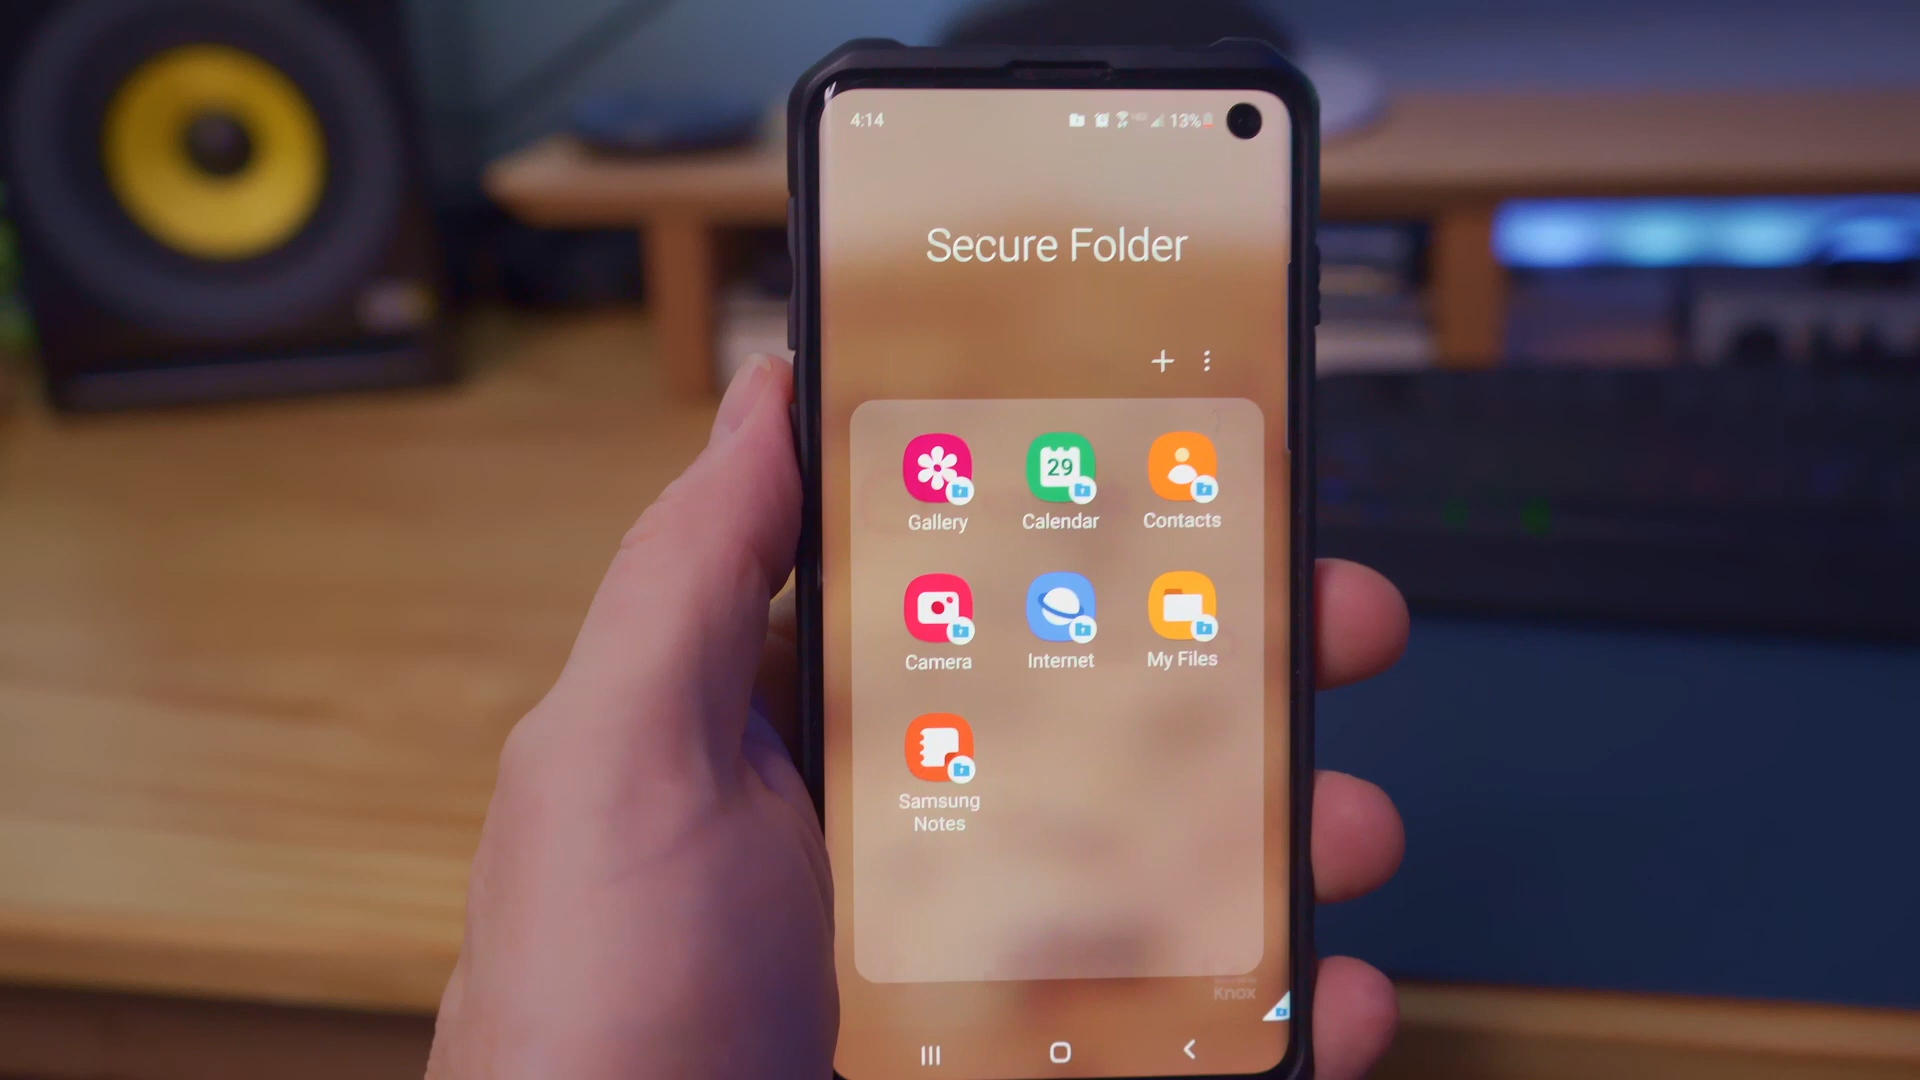 4:14
13%
Secure Folder
29
Gallery
Calendar
Contacts
Camera
Internet
My Files
Samsung
Notes
Knox